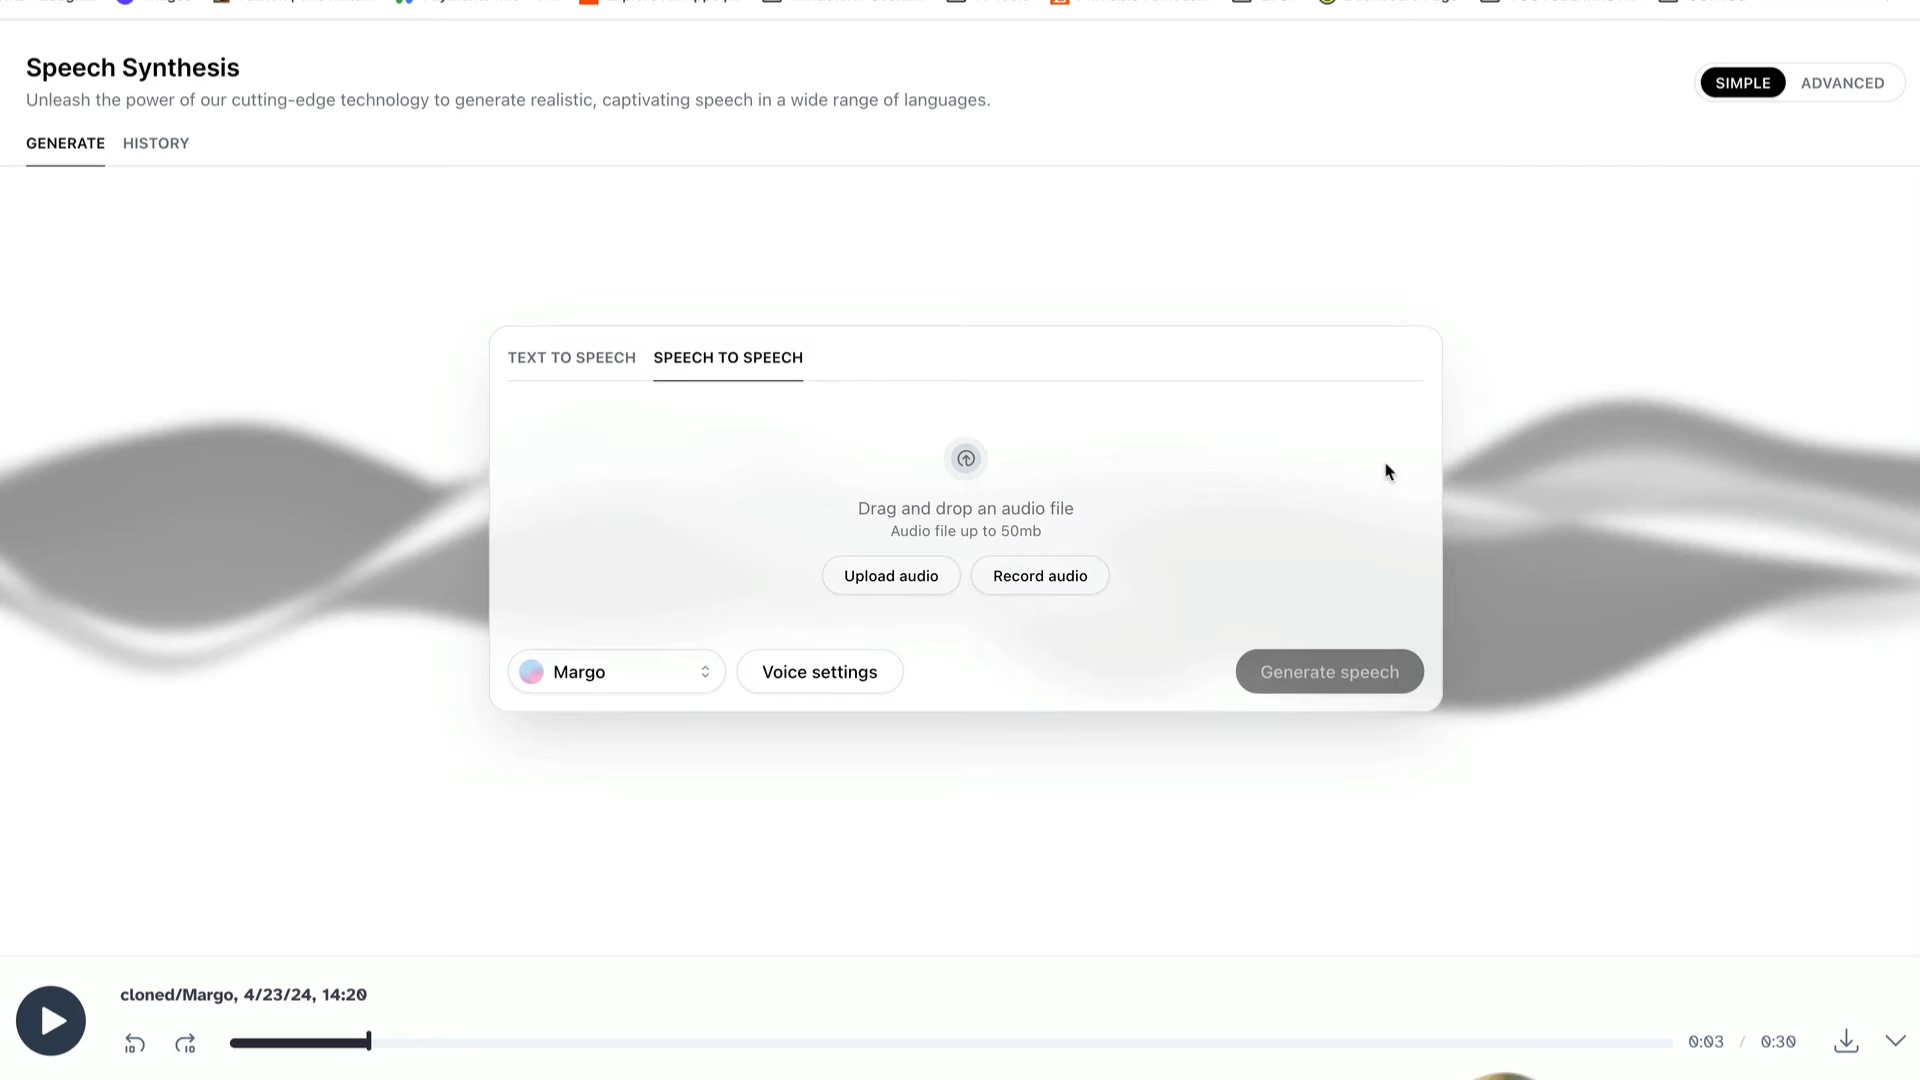 Speech Synthesis
Unleash the power of our cutting-edge technology to generate realistic, captivating speech in a wide range of languages.
SIMPLE ADVANCED
GENERATE HISTORY
TEXT TO SPEECH SPEECH TO SPEECH
Drag and drop an audio file
Audio file up to 50mb
Upload audio Record audio
Margo Voice settings Generate speech
cloned/Margo, 4/23/24, 14:20
10 10 0:03 / 0:30